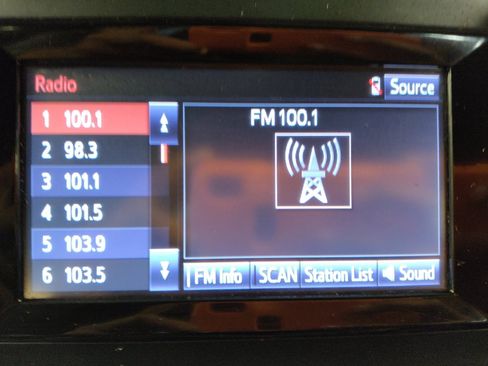 Radio
Source
1 100.1
FM 100.1
2 98.3
3 101.1
4 101.5
5 103.9
6 103.5
FM Info SCAN Station List Sound